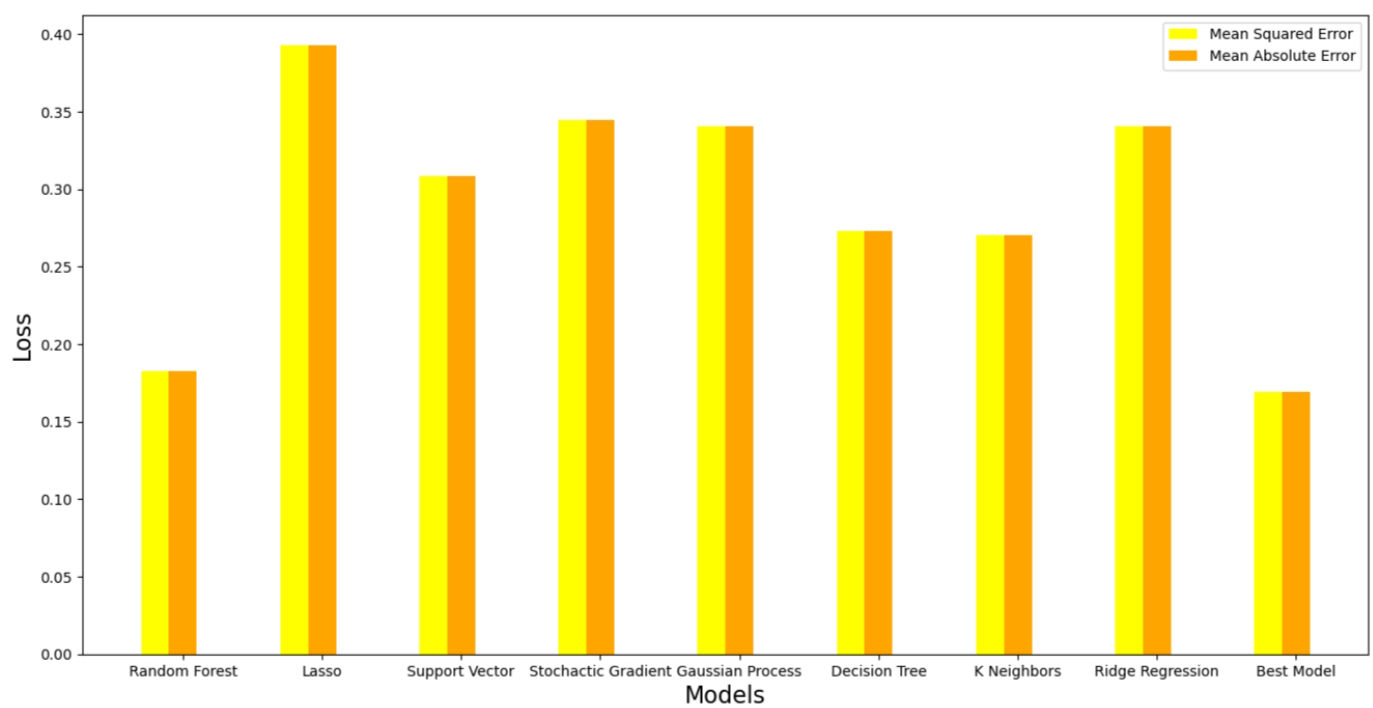 0.40
0.35
0.30
0.25
0.20
0.15
0.10
0.05
0.00
Loss
Mean Squared Error
Mean Absolute Error
Random Forest
Lasso
Support Vector
Stochactic Gradient
Gaussian Process
Decision Tree
K Neighbors
Ridge Regression
Best Model
Models